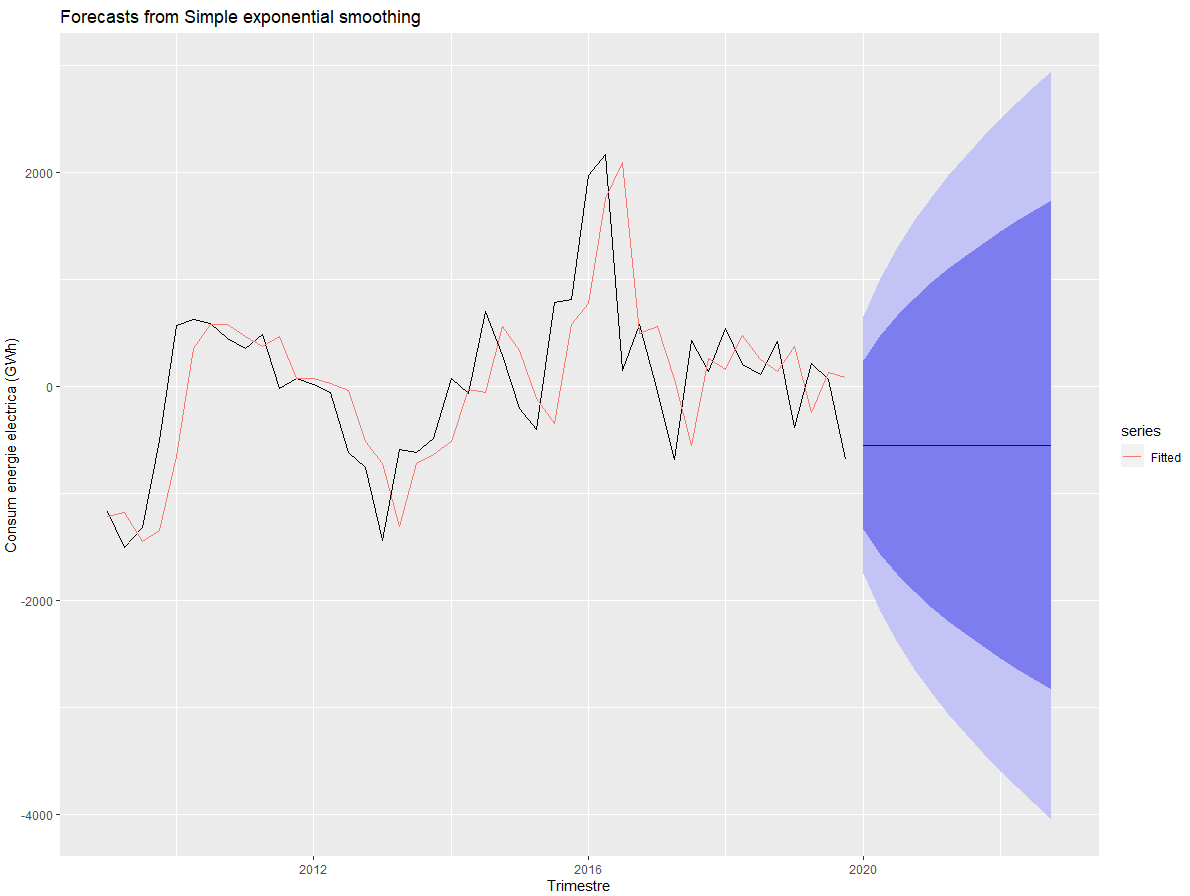 Forecasts from Simple exponential smoothing
Consum energie electrica (GWh)
2000
0
-2000
-4000
2012
2016
2020
Trimestre
series
Fitted